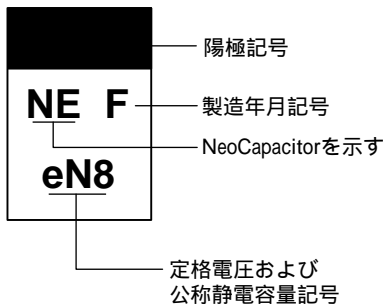 陽極記号
NE F
製造年月記号
NeoCapacitorを示す
eN8
定格電圧および
公称静電容量記号